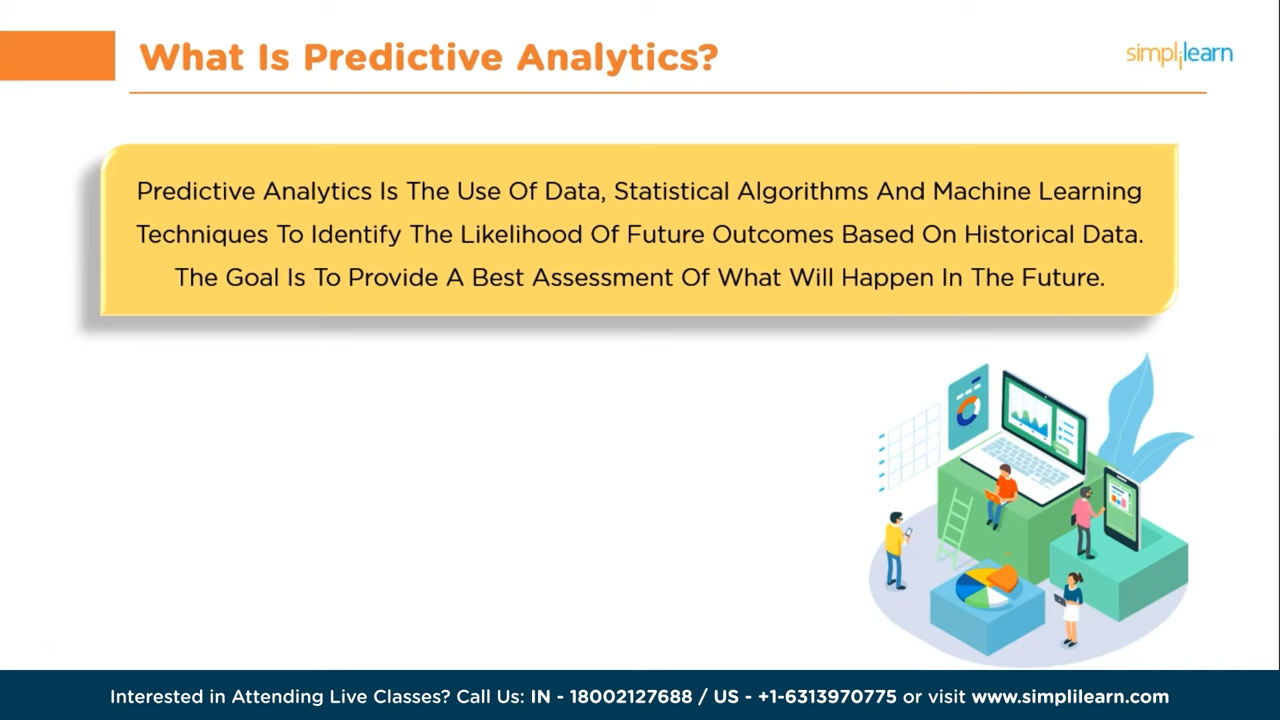 What Is Predictive Analytics?
simplilearn
Predictive Analytics Is The Use Of Data, Statistical Algorithms And Machine Learning
Techniques To Identify The Likelihood Of Future Outcomes Based On Historical Data.
The Goal Is To Provide A Best Assessment Of What Will Happen In The Future.
Interested in Attending Live Classes? Call Us: IN - 18002127688 / US - +1-6313970775 or visit www.simplilearn.com